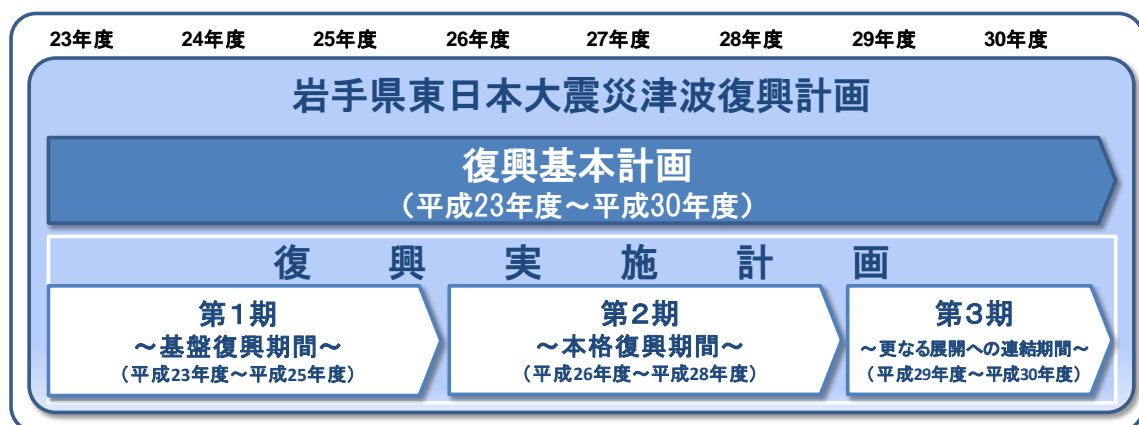 23年度 24年度 25年度 26年度 27年度 28年度 29年度 30年度
岩手県東日本大震災津波復興計画
復興基本計画
（平成23年度～平成30年度）
復興実施計画
第１期
～基盤復興期間～
（平成23年度～平成25年度）
第２期
～本格復興期間～
（平成26年度～平成28年度）
第３期
～更なる展開への連結期間～
（平成29年度～平成30年度）